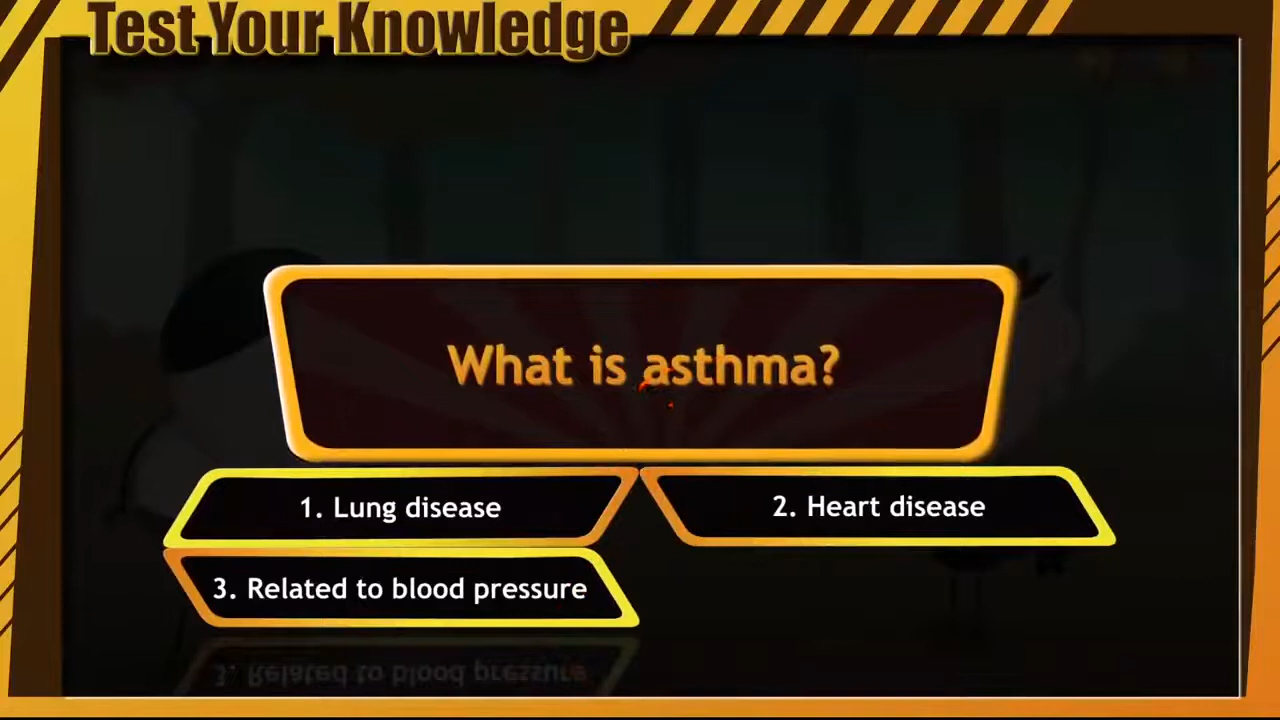 Test Your Knowledge
What is asthma?
1. Lung disease
2. Heart disease
3. Related to blood pressure